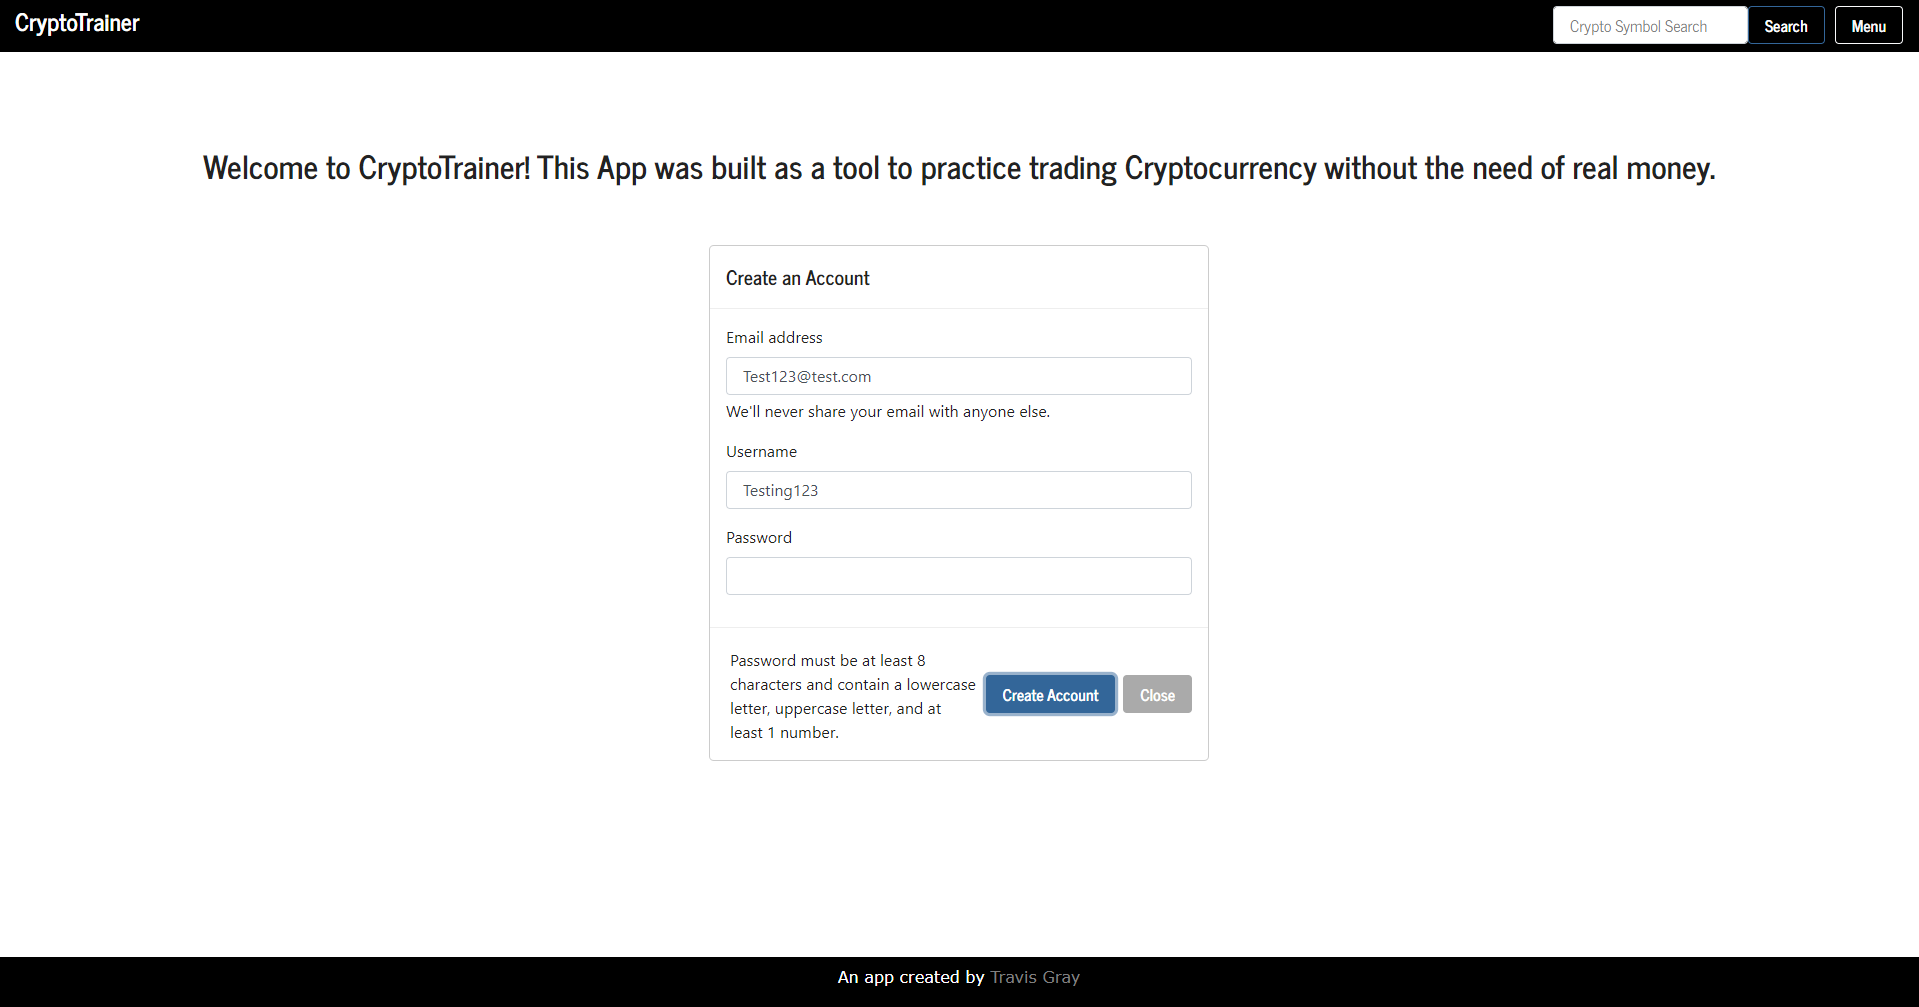 CryptoTrainer
Crypto Symbol Search
Search
Menu
Welcome to CryptoTrainer! This App was built as a tool to practice trading Cryptocurrency without the need of real money.
Create an Account
Email address
Test123@test.com
We'll never share your email with anyone else.
Username
Testing123
Password
Password must be at least 8
characters and contain a lowercase
letter, uppercase letter, and at
least 1 number.
Create Account
Close
An app created by Travis Gray